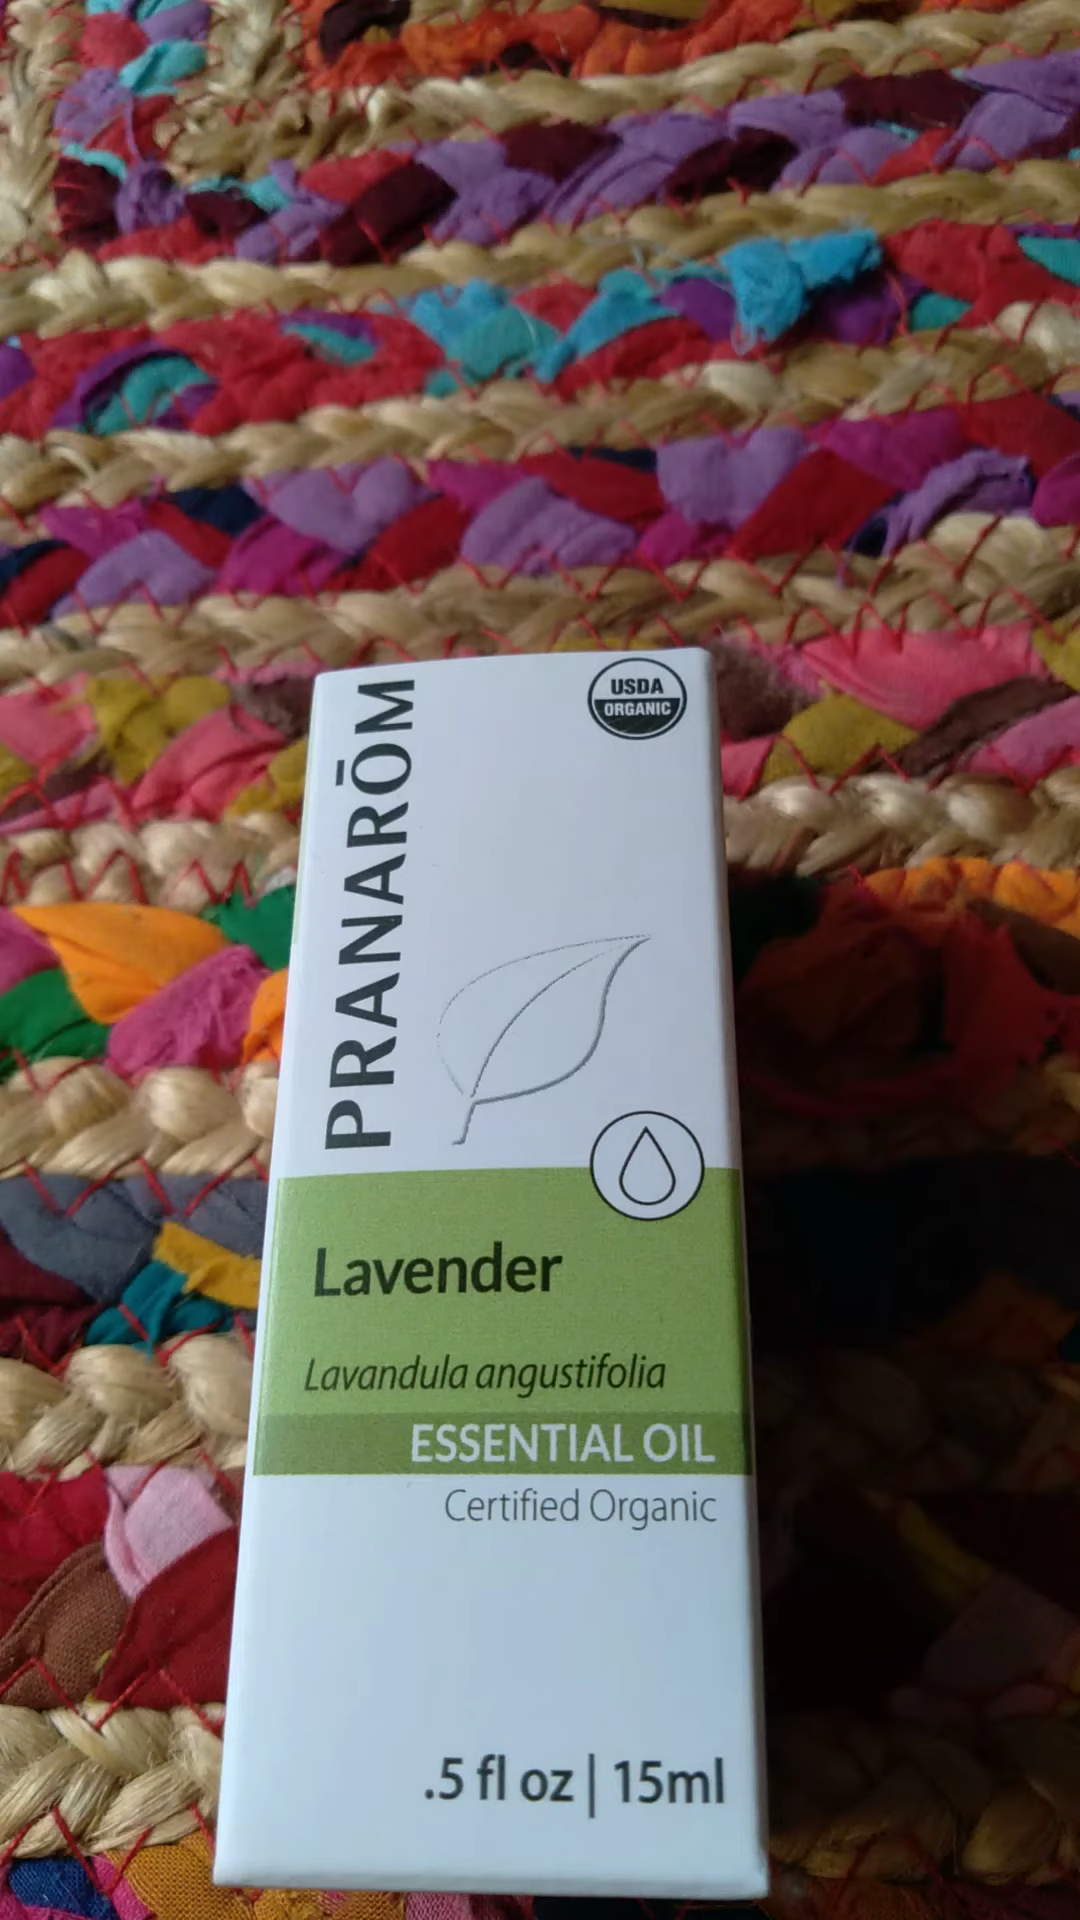 USDA
ORGANIC
PRANARŌM
Lavender
Lavandula angustifolia
ESSENTIAL OIL
Certified Organic
.5 fl oz | 15ml